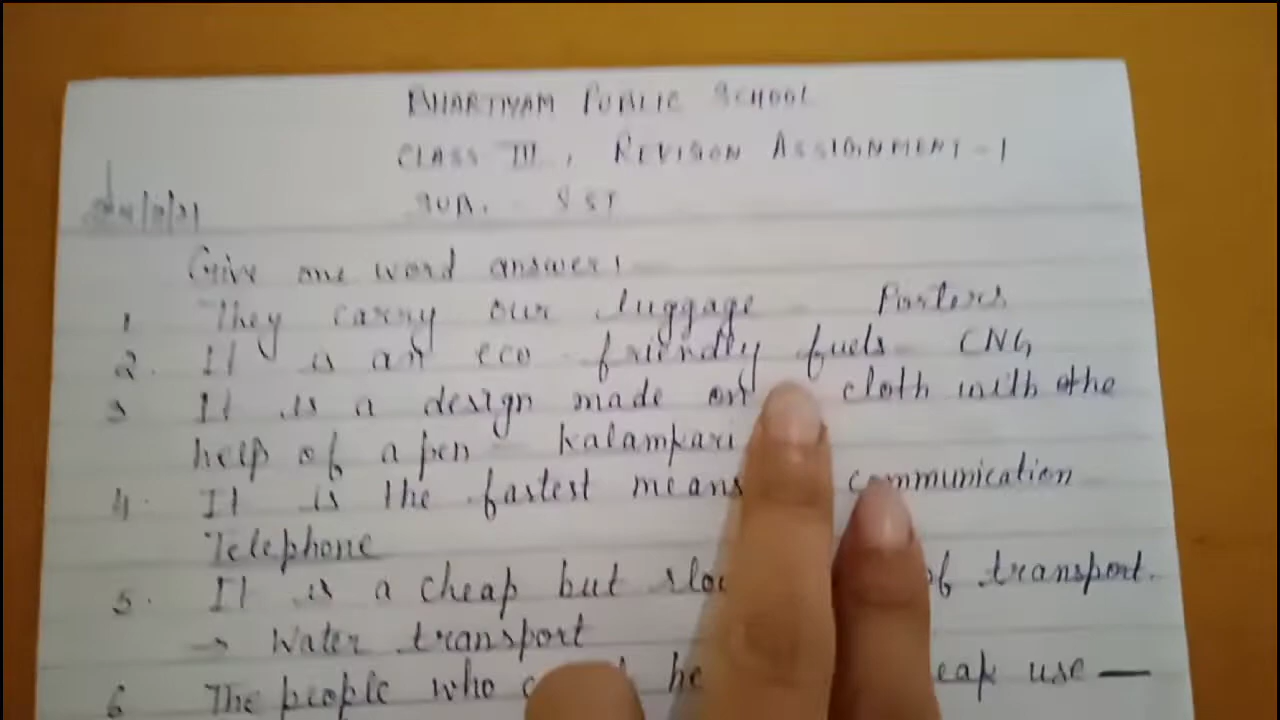 BHARTIYAM PUBLIC SCHOOL
CLASS III, REVISION ASSIGNMENT - 1
SUB. - SST
Give one word answer:
1 They carry our luggage - Porters
2. It is an eco-friendly fuels - CNG
3 It is a design made on cloth with the
help of a pen - kalampari
4. It is the fastest means communication
Telephone
5. It is a cheap but of transport.
→ Water transport
6 The people who use —